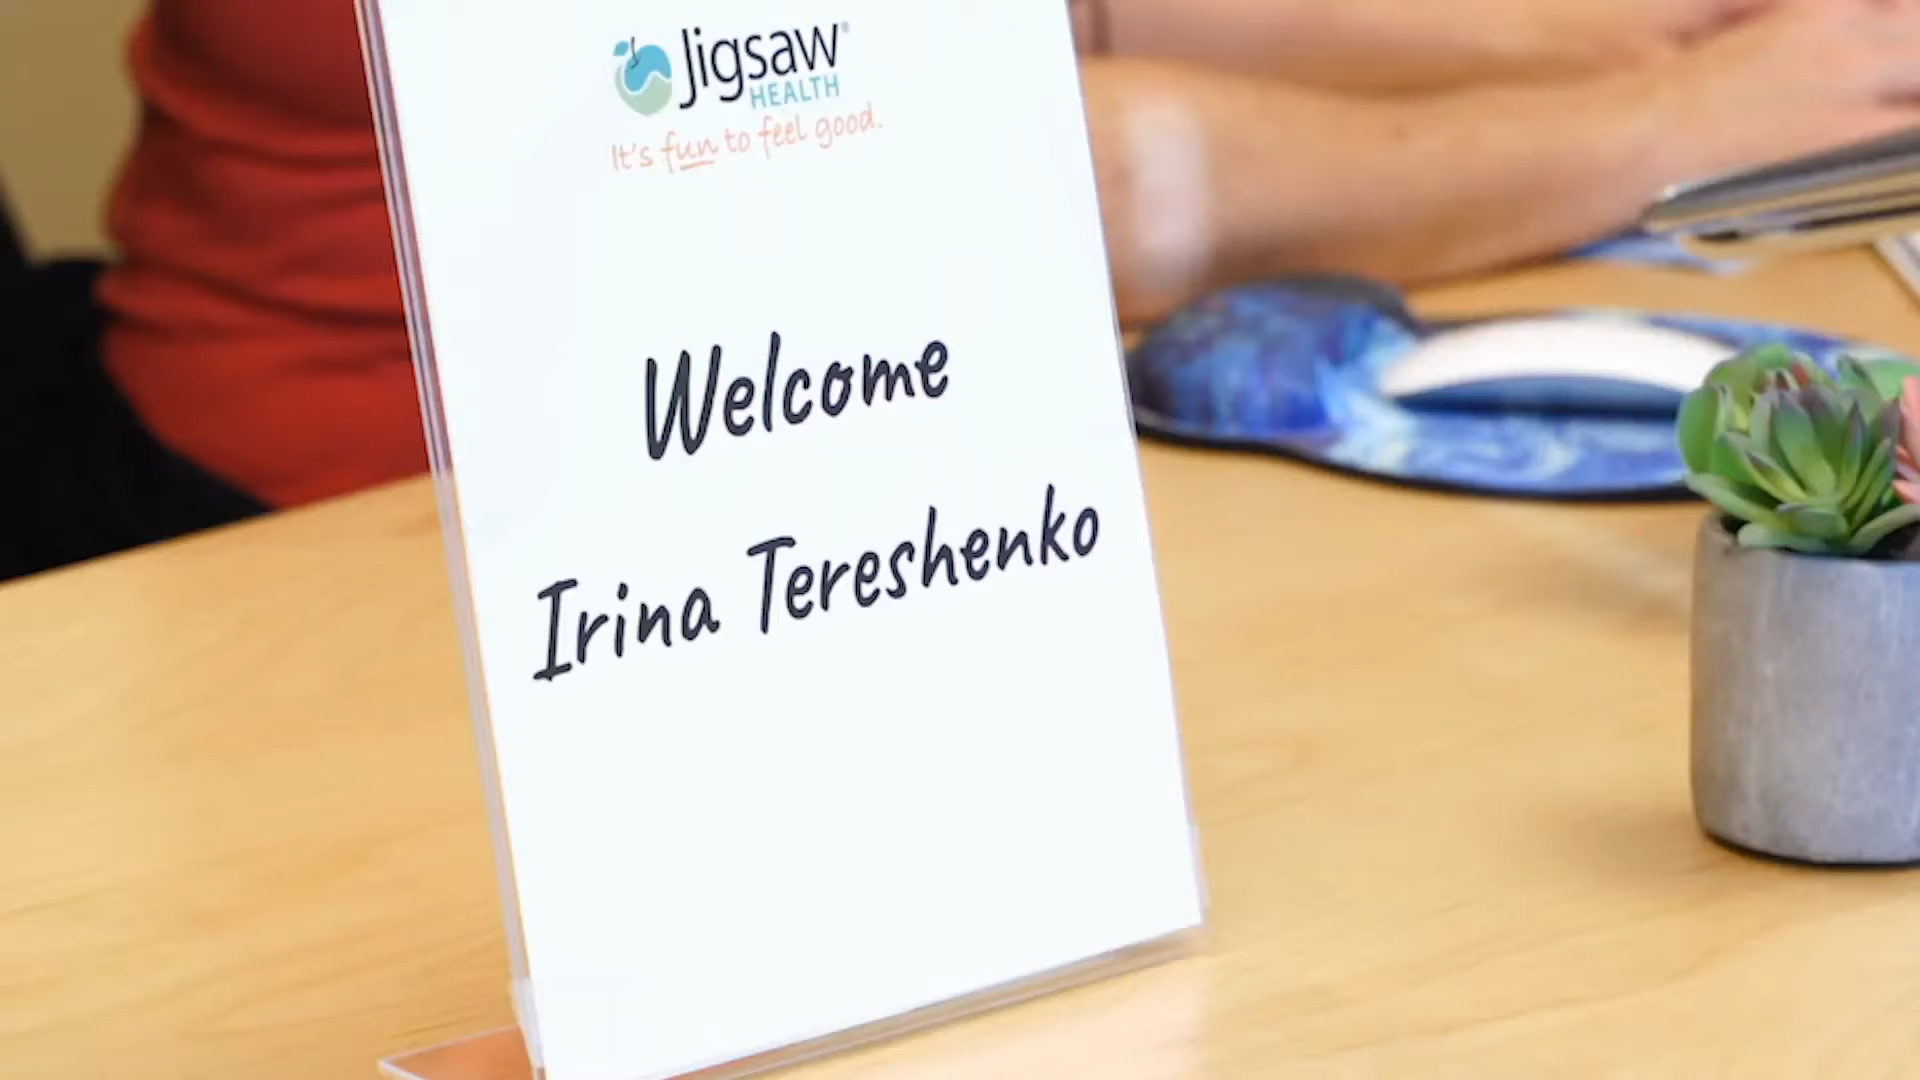 Jigsaw®
HEALTH
It's fun to feel good.
Welcome
Irina Tereshenko